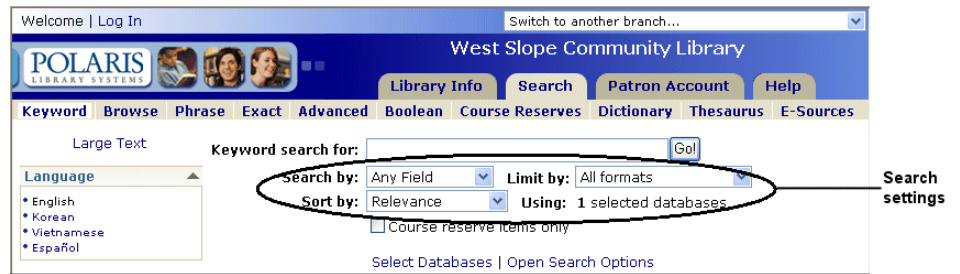 Welcome | Log In
Switch to another branch...
POLARIS
LIBRARY SYSTEMS
West Slope Community Library
Library Info Search Patron Account Help
Keyword Browse Phrase Exact Advanced Boolean Course Reserves Dictionary Thesaurus E-Sources
Large Text
Keyword search for: Go!
Language
• English
• Korean
• Vietnamese
• Español
Search by: Any Field Limit by: All formats
Sort by: Relevance Using: 1 selected databases
Course reserve items only
Select Databases | Open Search Options
Search
settings